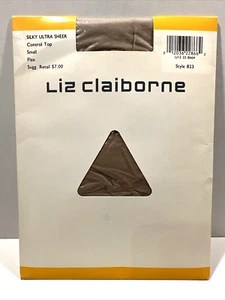 SILKY ULTRA SHEER
Control Top
Small
Flax
Sugg. Retail $7.00
Style 823
Liz claiborne